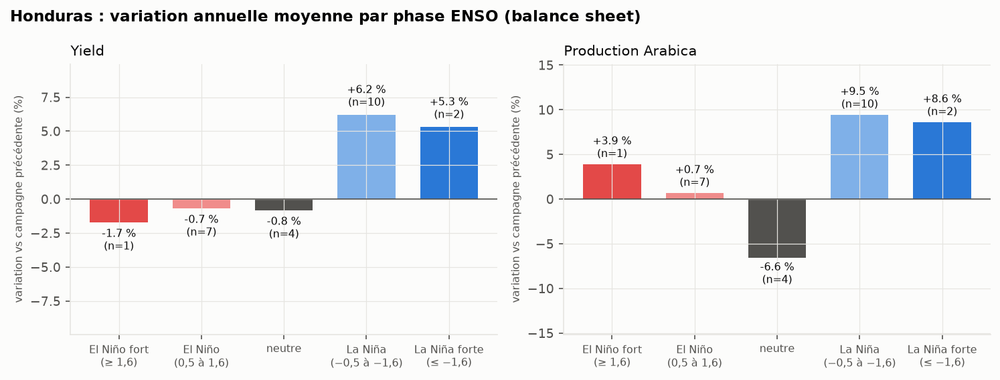 Honduras : variation annuelle moyenne par phase ENSO (balance sheet)
Yield
variation vs campagne précédente (%)
7.5
5.0
2.5
0.0
−2.5
−5.0
−7.5
-1.7 %
(n=1)
-0.7 %
(n=7)
-0.8 %
(n=4)
+6.2 %
(n=10)
+5.3 %
(n=2)
El Niño fort
(≥ 1,6)
El Niño
(0,5 à 1,6)
neutre
La Niña
(−0,5 à −1,6)
La Niña forte
(≤ −1,6)
Production Arabica
variation vs campagne précédente (%)
15
10
5
0
−5
−10
−15
+3.9 %
(n=1)
+0.7 %
(n=7)
-6.6 %
(n=4)
+9.5 %
(n=10)
+8.6 %
(n=2)
El Niño fort
(≥ 1,6)
El Niño
(0,5 à 1,6)
neutre
La Niña
(−0,5 à −1,6)
La Niña forte
(≤ −1,6)